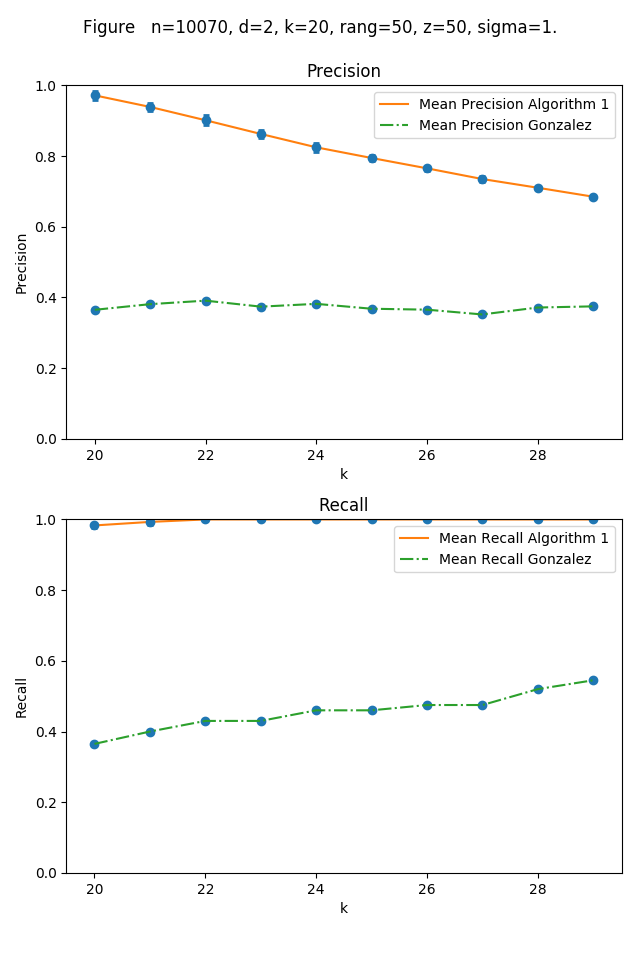 Figure   n=10070, d=2, k=20, rang=50, z=50, sigma=1.
Precision
1.0
0.8
0.6
0.4
0.2
0.0
Precision
Mean Precision Algorithm 1
Mean Precision Gonzalez
20 22 24 26 28
k
Recall
1.0
0.8
0.6
0.4
0.2
0.0
Recall
Mean Recall Algorithm 1
Mean Recall Gonzalez
20 22 24 26 28
k